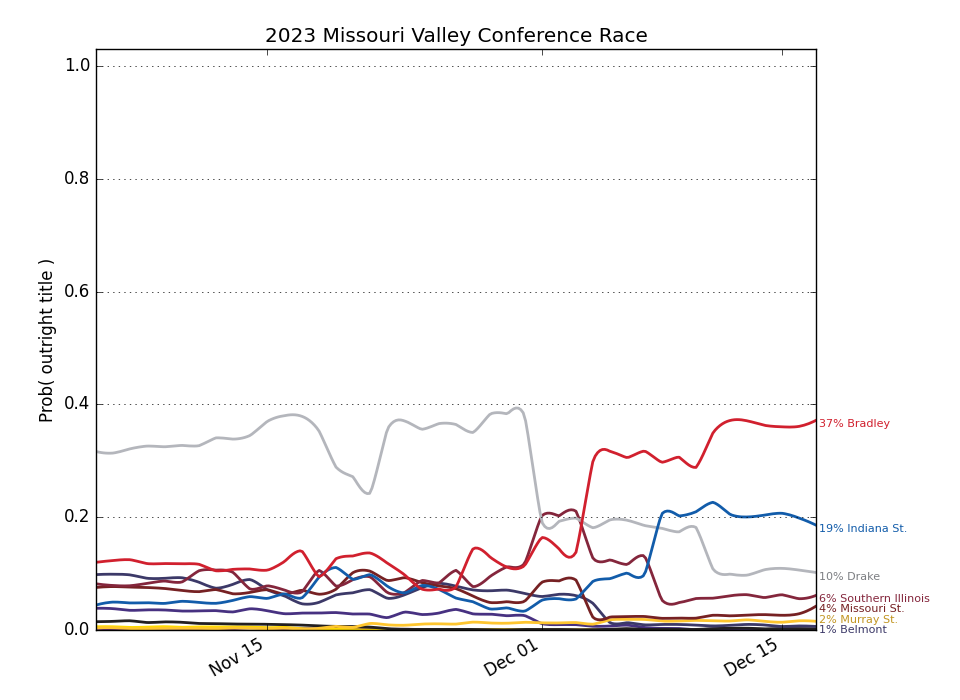 2023 Missouri Valley Conference Race
Prob( outright title )
1.0
0.8
0.6
0.4
0.2
0.0
Nov 15
Dec 01
Dec 15
37% Bradley
19% Indiana St.
10% Drake
6% Southern Illinois
4% Missouri St.
2% Murray St.
1% Belmont